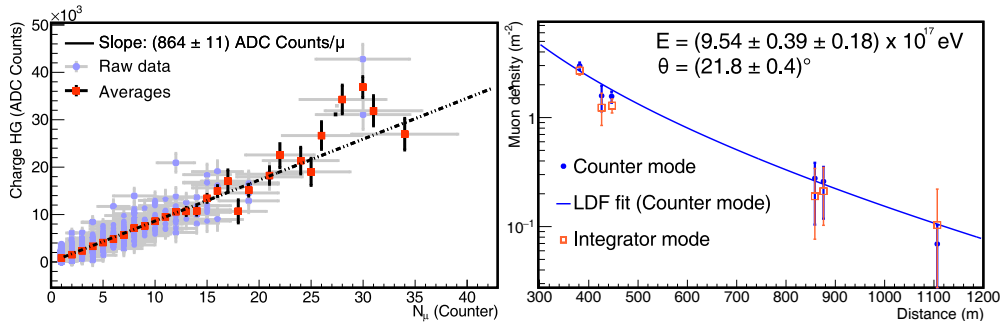 ×10³
50
40
30
20
10
0
Charge HG (ADC Counts)
Slope: (864 ± 11) ADC Counts/μ
Raw data
Averages
0 5 10 15 20 25 30 35 40
N_μ (Counter)
Muon density (m⁻²)
1
10⁻¹
E = (9.54 ± 0.39 ± 0.18) x 10¹⁷ eV
θ = (21.8 ± 0.4)°
Counter mode
LDF fit (Counter mode)
Integrator mode
300 400 500 600 700 800 900 1000 1100 1200
Distance (m)